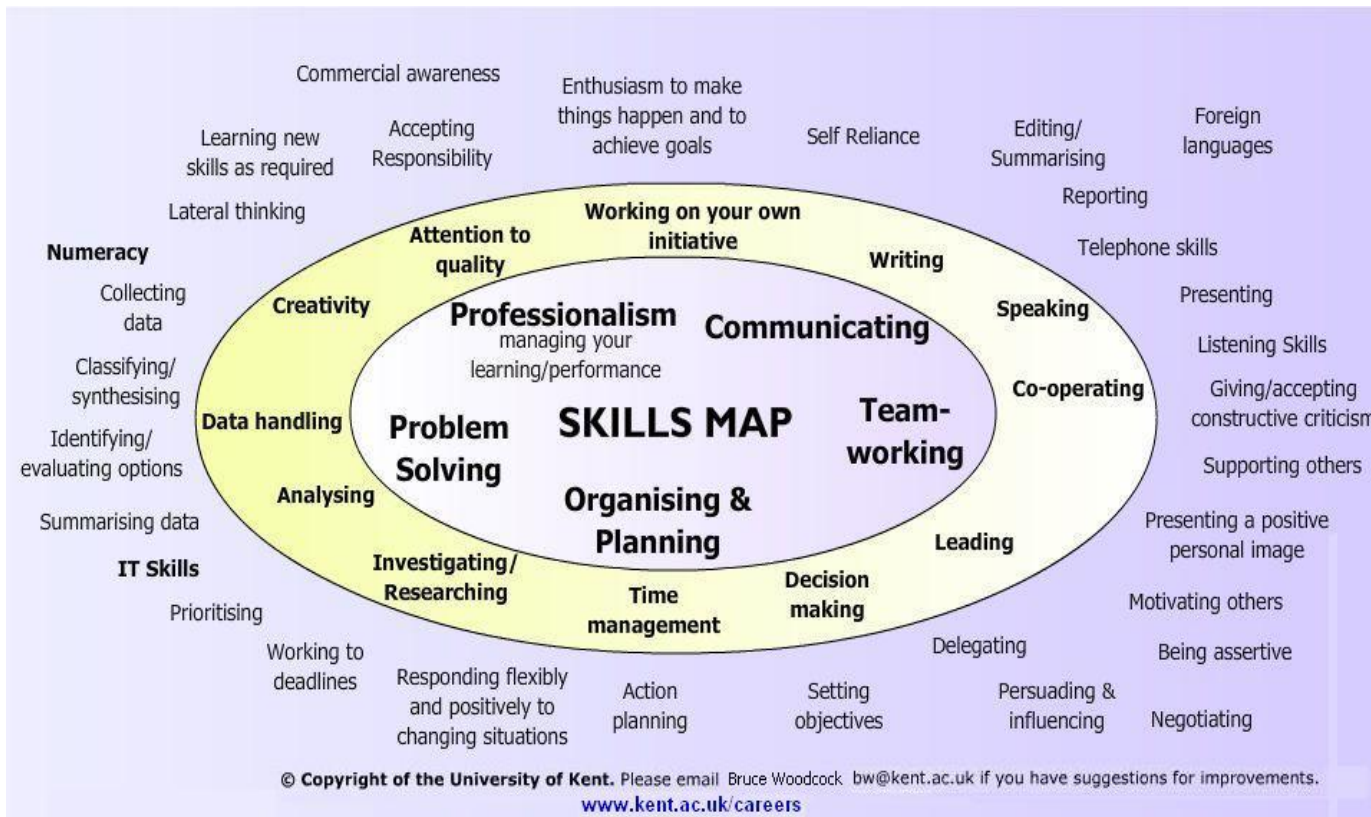 Commercial awareness
Enthusiasm to make
things happen and to
achieve goals
Learning new
skills as required
Accepting
Responsibility
Self Reliance
Editing/
Summarising
Foreign
languages
Lateral thinking
Reporting
Numeracy
Telephone skills
Collecting
data
Presenting
Classifying/
synthesising
Listening Skills
Identifying/
evaluating options
Giving/accepting
constructive criticism
Summarising data
Supporting others
IT Skills
Presenting a positive
personal image
Prioritising
Motivating others
Working to
deadlines
Being assertive
Responding flexibly
and positively to
changing situations
Action
planning
Setting
objectives
Delegating
Persuading &
influencing
Negotiating
Attention to
quality
Working on your own
initiative
Writing
Creativity
Speaking
Data handling
Co-operating
Analysing
Leading
Investigating/
Researching
Time
management
Decision
making
Professionalism
managing your
learning/performance
Communicating
Problem
Solving
SKILLS MAP
Team-
working
Organising &
Planning
© Copyright of the University of Kent. Please email Bruce Woodcock bw@kent.ac.uk if you have suggestions for improvements.
www.kent.ac.uk/careers